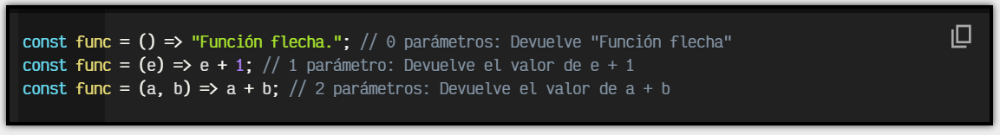 const func = () => "Función flecha."; // 0 parámetros: Devuelve "Función flecha"
const func = (e) => e + 1; // 1 parámetro: Devuelve el valor de e + 1
const func = (a, b) => a + b; // 2 parámetros: Devuelve el valor de a + b